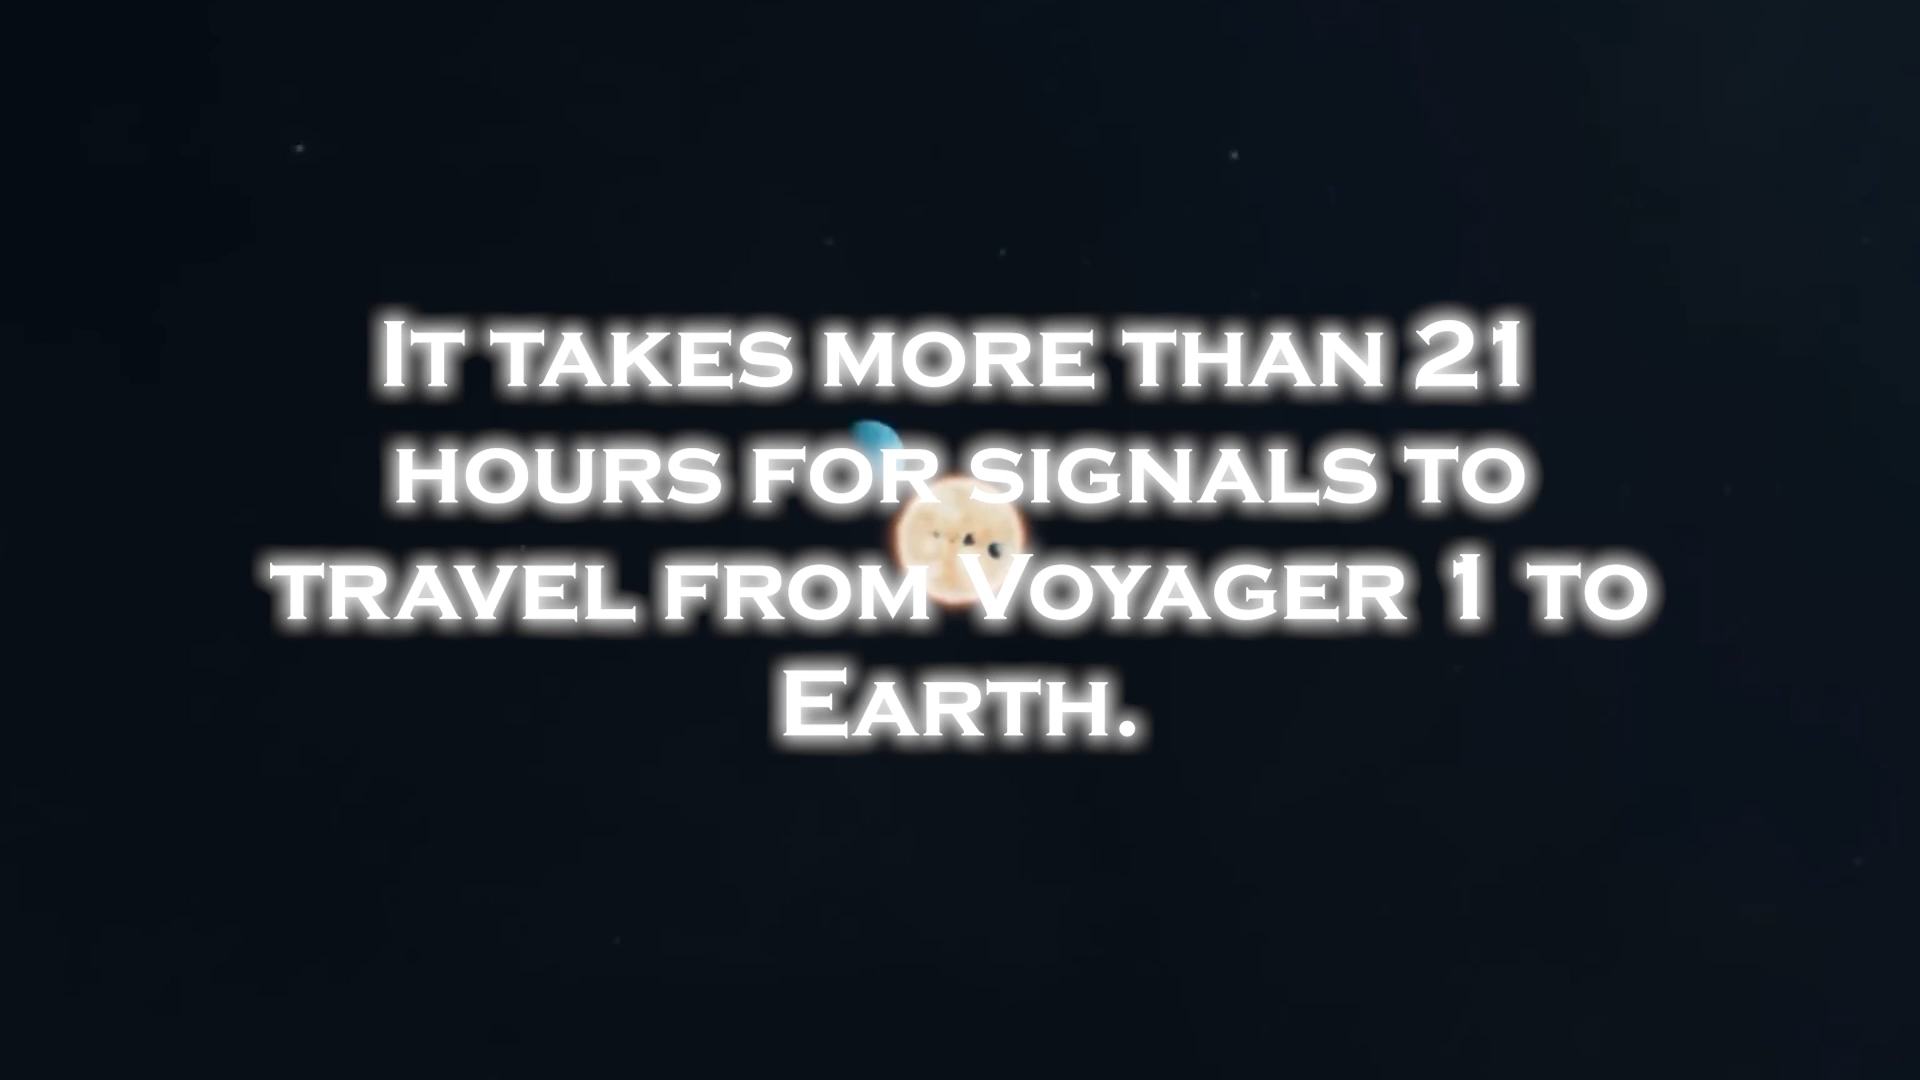 It takes more than 21
hours for signals to
travel from Voyager 1 to
Earth.